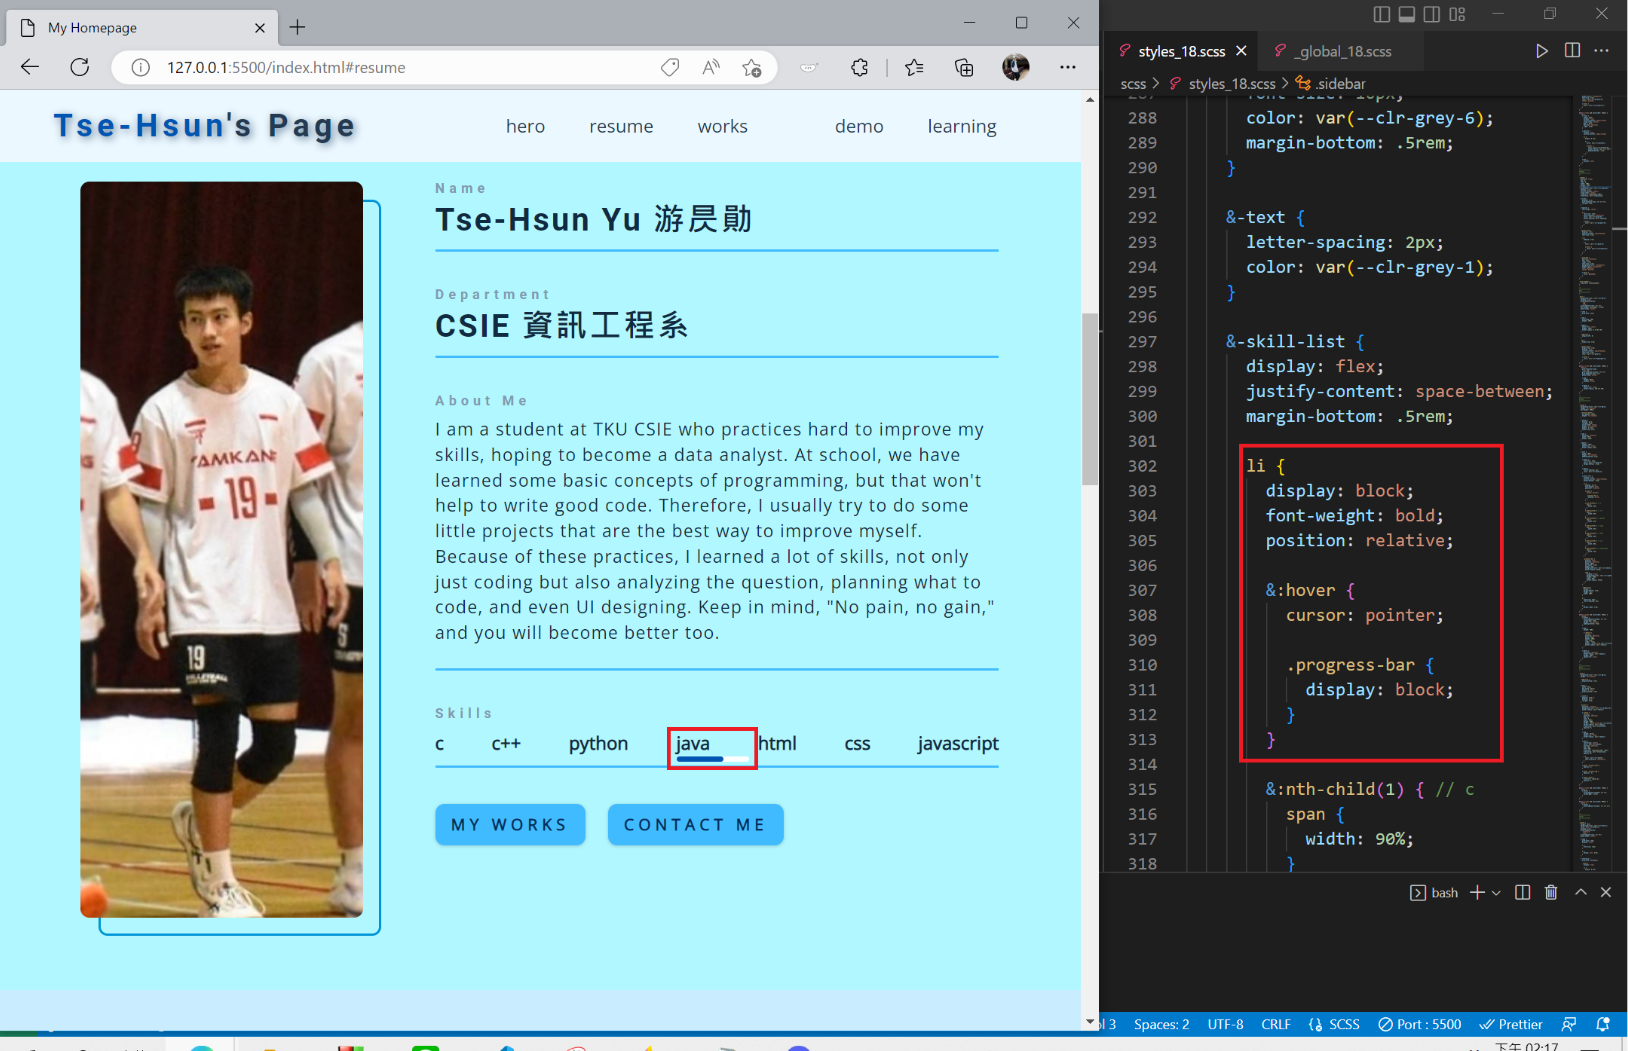 My Homepage
127.0.0.1:5500/index.html#resume
Tse-Hsun's Page
hero
resume
works
demo
learning
Name
Tse-Hsun Yu 游昃勛
Department
CSIE 資訊工程系
About Me
I am a student at TKU CSIE who practices hard to improve my
skills, hoping to become a data analyst. At school, we have
learned some basic concepts of programming, but that won't
help to write good code. Therefore, I usually try to do some
little projects that are the best way to improve myself.
Because of these practices, I learned a lot of skills, not only
just coding but also analyzing the question, planning what to
code, and even UI designing. Keep in mind, "No pain, no gain,"
and you will become better too.
Skills
c
c++
python
java
html
css
javascript
MY WORKS
CONTACT ME
TAMKANG
19
19
VOLLEYBALL
styles_18.scss
_global_18.scss
scss > styles_18.scss > .sidebar
288 color: var(--clr-grey-6);
289 margin-bottom: .5rem;
290 }
291
292 &-text {
293 letter-spacing: 2px;
294 color: var(--clr-grey-1);
295 }
296
297 &-skill-list {
298 display: flex;
299 justify-content: space-between;
300 margin-bottom: .5rem;
301
302 li {
303 display: block;
304 font-weight: bold;
305 position: relative;
306
307 &:hover {
308 cursor: pointer;
309
310 .progress-bar {
311 display: block;
312 }
313 }
314
315 &:nth-child(1) { // c
316 span {
317 width: 90%;
318 }
bash
Spaces: 2
UTF-8
CRLF
SCSS
Port : 5500
Prettier
下午 02:17